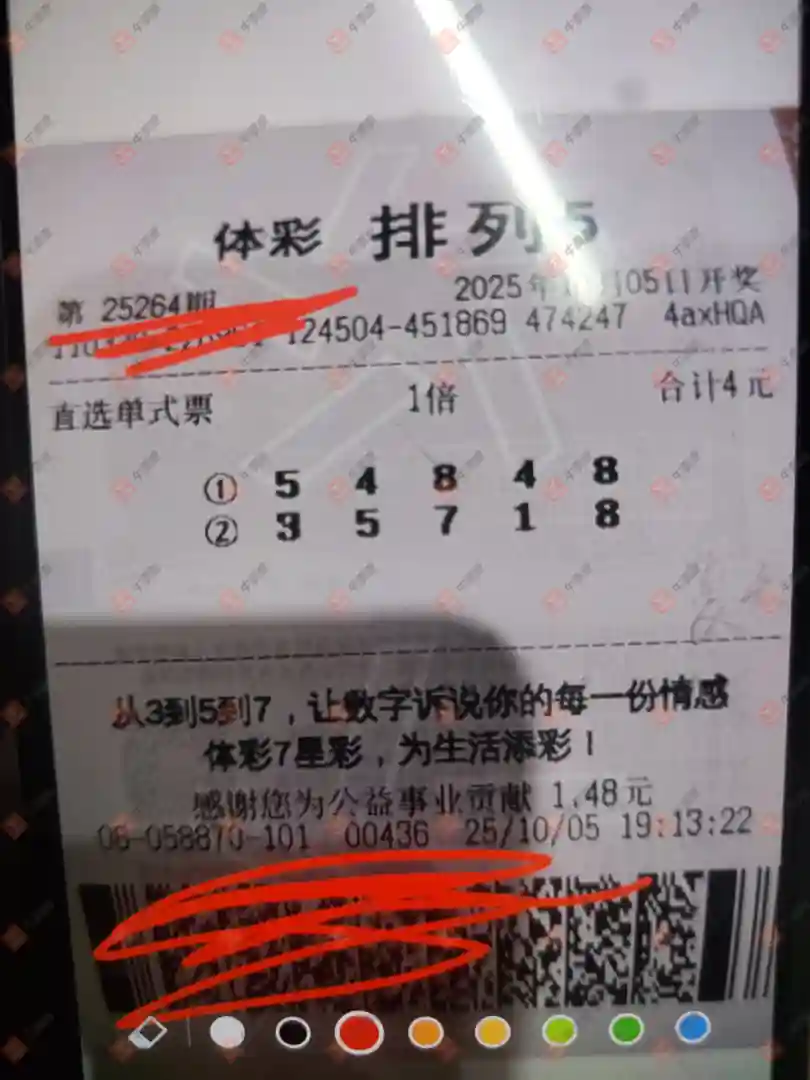 体彩 排列5
第 25264期
2025年 月05日开奖
124504-451869 474247 4axHQA
直选单式票 1倍 合计4元
① 5 4 8 4 8
② 3 5 7 1 8
从3到5到7，让数字诉说你的每一份情感
体彩7星彩，为生活添彩！
感谢您为公益事业贡献 1.48元
06-058870-101 00436 25/10/05 19:13:22